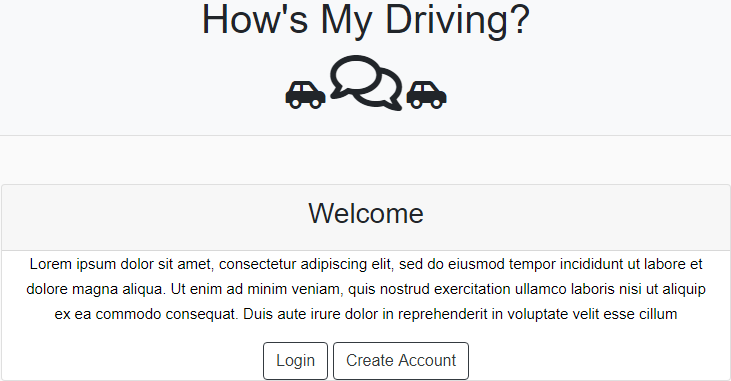 How's My Driving?
Welcome
Lorem ipsum dolor sit amet, consectetur adipiscing elit, sed do eiusmod tempor incididunt ut labore et
dolore magna aliqua. Ut enim ad minim veniam, quis nostrud exercitation ullamco laboris nisi ut aliquip
ex ea commodo consequat. Duis aute irure dolor in reprehenderit in voluptate velit esse cillum
Login Create Account